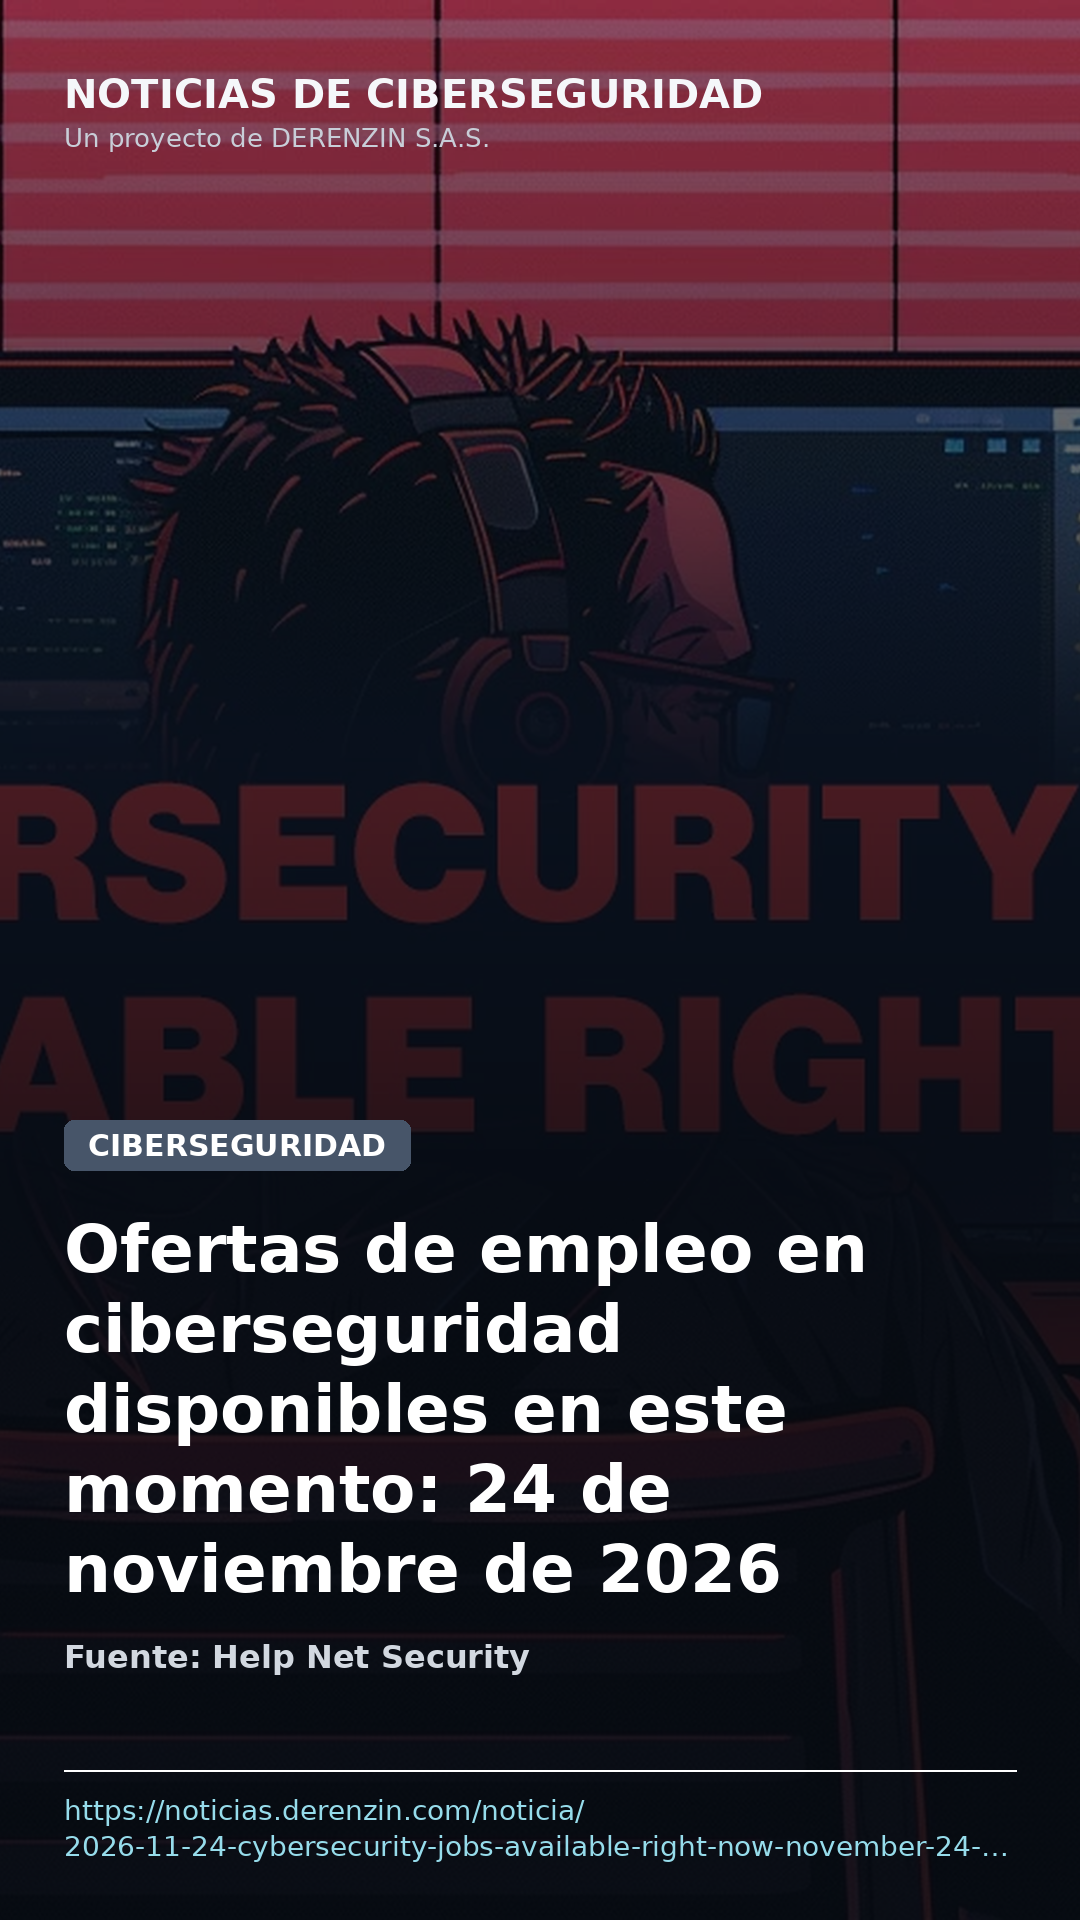 NOTICIAS DE CIBERSEGURIDAD
Un proyecto de DERENZIN S.A.S.
RSECURITY
ABLE RIGHT
CIBERSEGURIDAD
Ofertas de empleo en
ciberseguridad
disponibles en este
momento: 24 de
noviembre de 2026
Fuente: Help Net Security
https://noticias.derenzin.com/noticia/
2026-11-24-cybersecurity-jobs-available-right-now-november-24-...